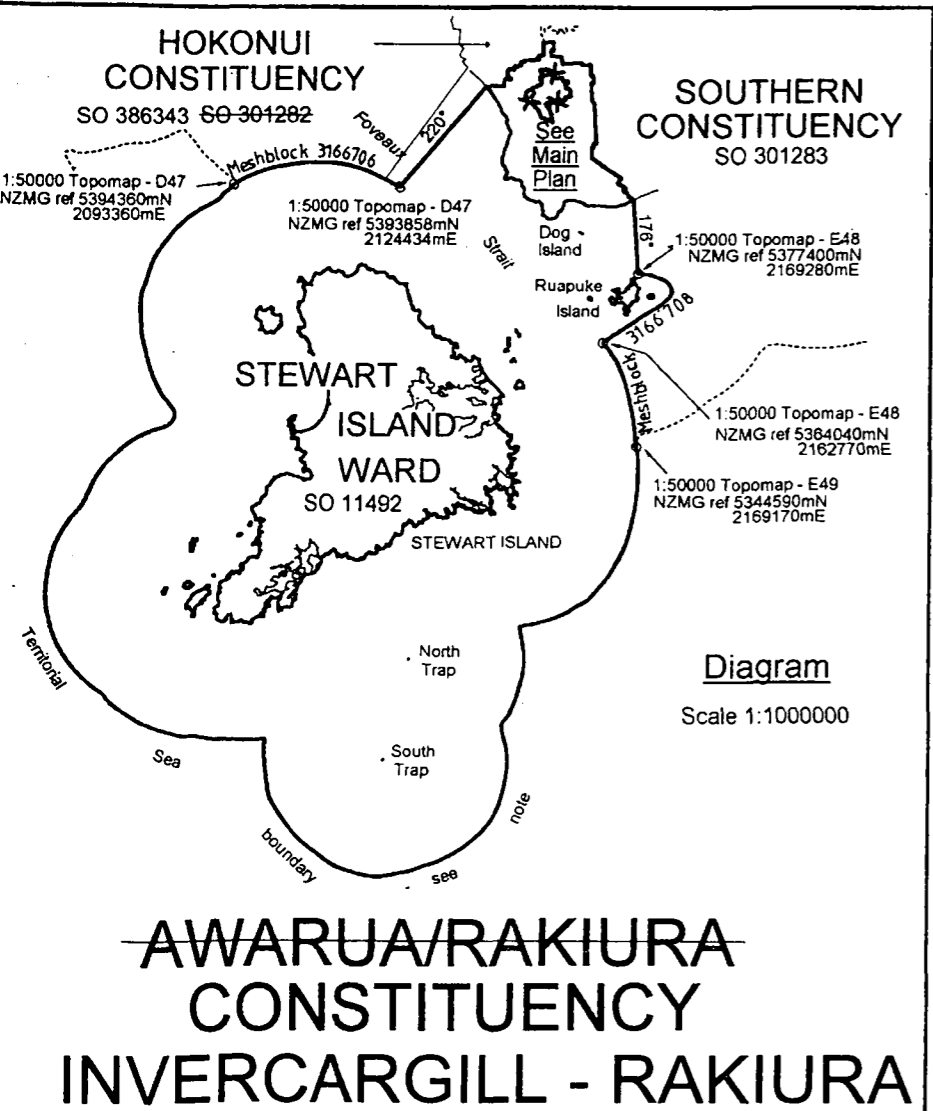 HOKONUI
CONSTITUENCY
SO 386343 SO 301282
SOUTHERN
CONSTITUENCY
SO 301283
See
Main
Plan
Foveaux
220°
Meshblock 3166706
1:50000 Topomap - D47
NZMG ref 5394360mN
2093360mE
1:50000 Topomap - D47
NZMG ref 5393858mN
2124434mE
Strait
Dog
Island
176°
1:50000 Topomap - E48
NZMG ref 5377400mN
2169280mE
Ruapuke
Island
Meshblock 3166708
STEWART
ISLAND
WARD
SO 11492
1:50000 Topomap - E48
NZMG ref 5364040mN
2162770mE
1:50000 Topomap - E49
NZMG ref 5344590mN
2169170mE
STEWART ISLAND
North
Trap
South
Trap
Territorial
Sea
boundary
see
note
Diagram
Scale 1:1000000
AWARUA/RAKIURA
CONSTITUENCY
INVERCARGILL - RAKIURA